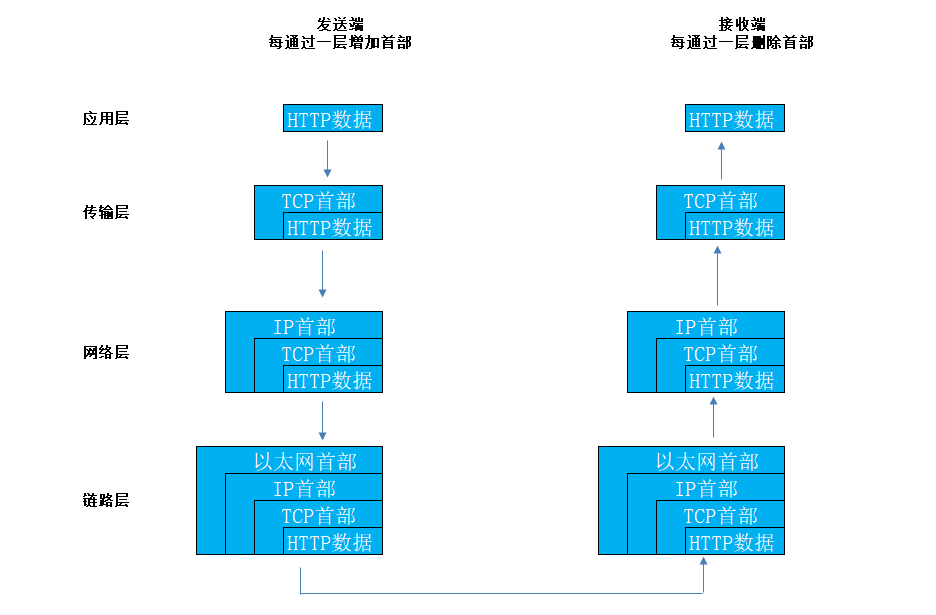 发送端
每通过一层增加首部
接收端
每通过一层删除首部
应用层
HTTP数据
HTTP数据
传输层
TCP首部
HTTP数据
TCP首部
HTTP数据
网络层
IP首部
TCP首部
HTTP数据
IP首部
TCP首部
HTTP数据
链路层
以太网首部
IP首部
TCP首部
HTTP数据
以太网首部
IP首部
TCP首部
HTTP数据